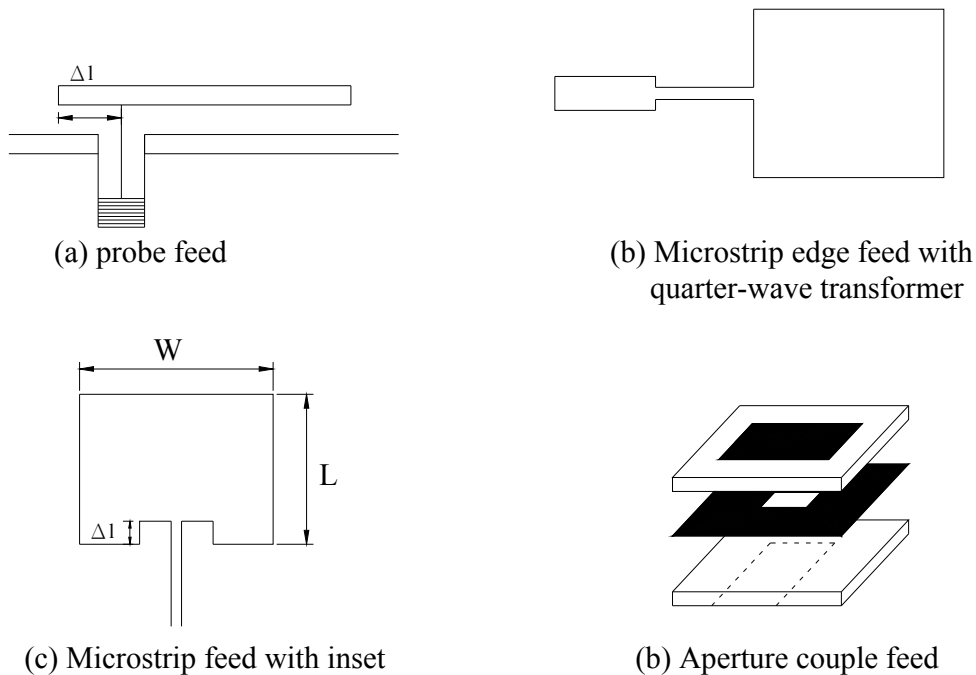 Δl
(a) probe feed
(b) Microstrip edge feed with
quarter-wave transformer
W
L
Δl
(c) Microstrip feed with inset
(b) Aperture couple feed